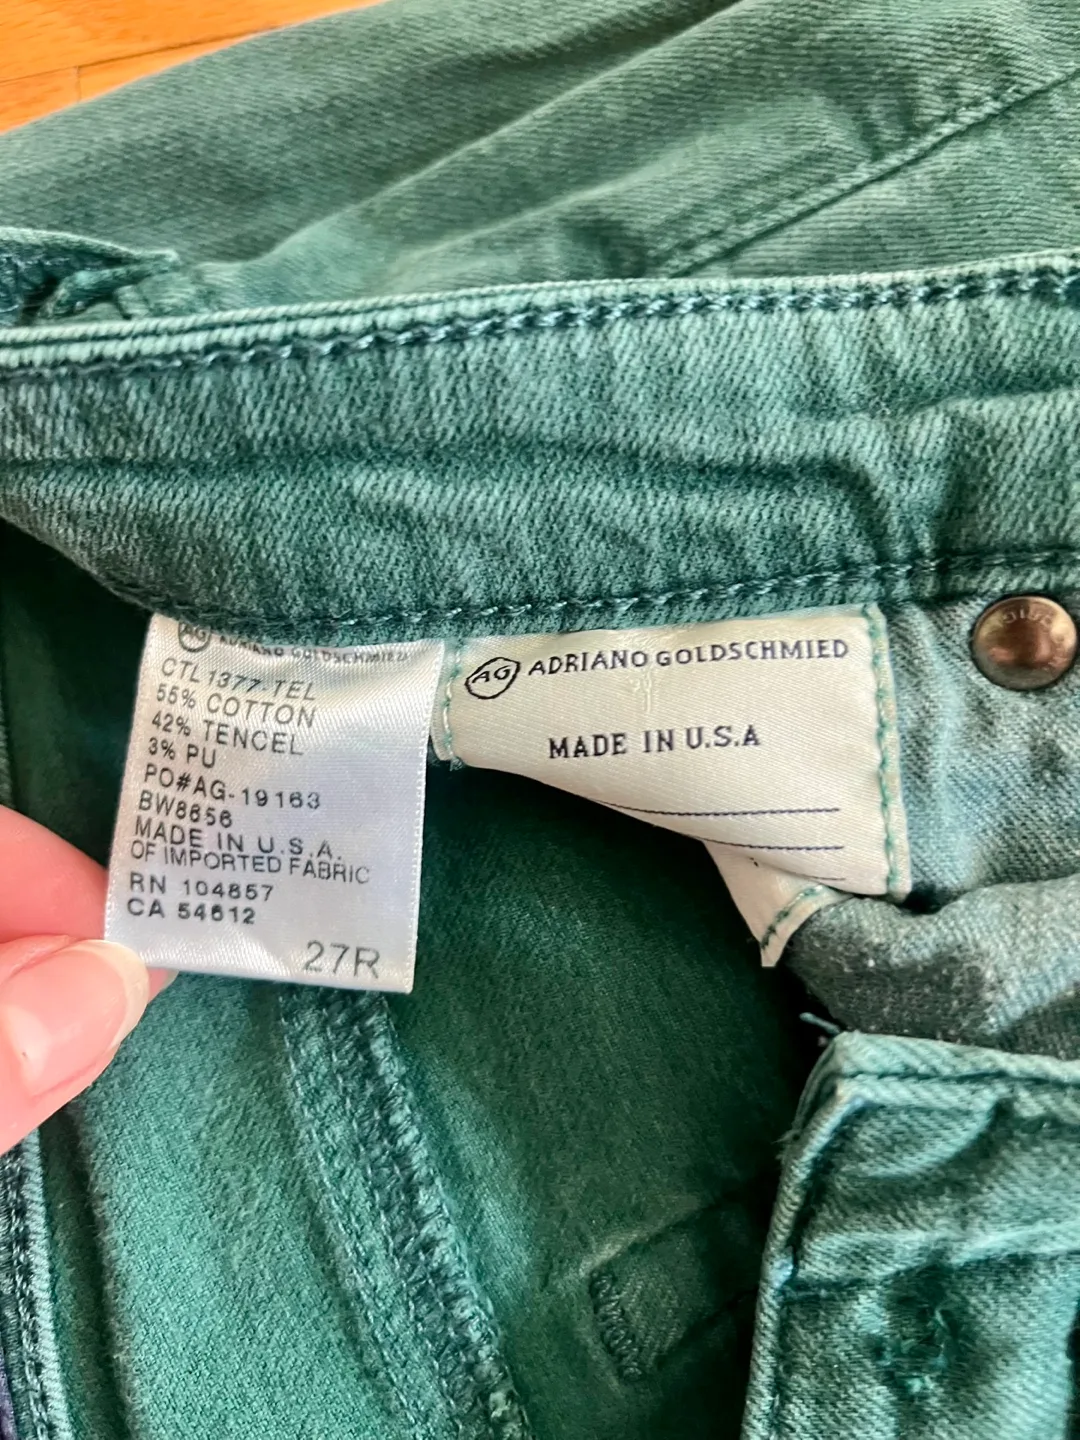 AG ADRIANO GOLDSCHMIED
CTL 1377-TEL
55% COTTON
42% TENCEL
3% PU
PO#AG-19163
BW8656
MADE IN U.S.A.
OF IMPORTED FABRIC
RN 104857
CA 54612
27R
AG ADRIANO GOLDSCHMIED
MADE IN U.S.A